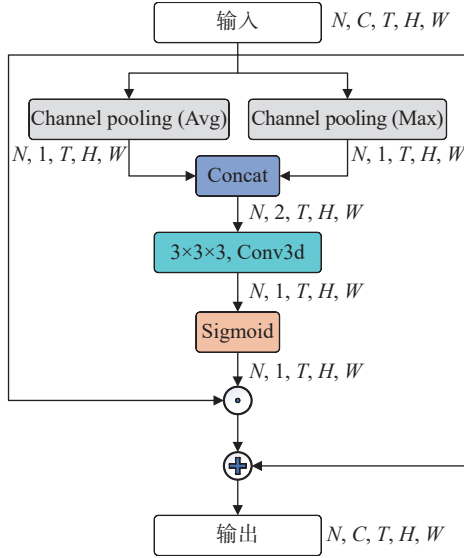 输入 N, C, T, H, W
Channel pooling (Avg) Channel pooling (Max)
N, 1, T, H, W N, 1, T, H, W
Concat
N, 2, T, H, W
3×3×3, Conv3d
N, 1, T, H, W
Sigmoid
N, 1, T, H, W
输出 N, C, T, H, W